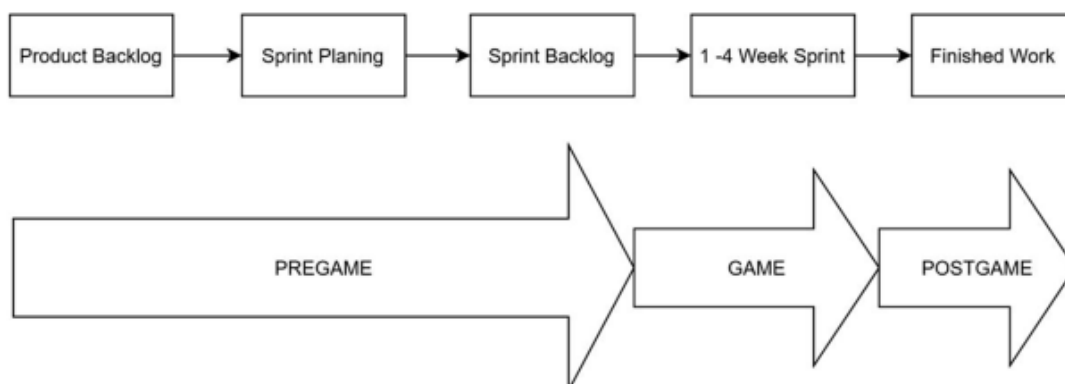 Product Backlog
Sprint Planing
Sprint Backlog
1 -4 Week Sprint
Finished Work
PREGAME
GAME
POSTGAME